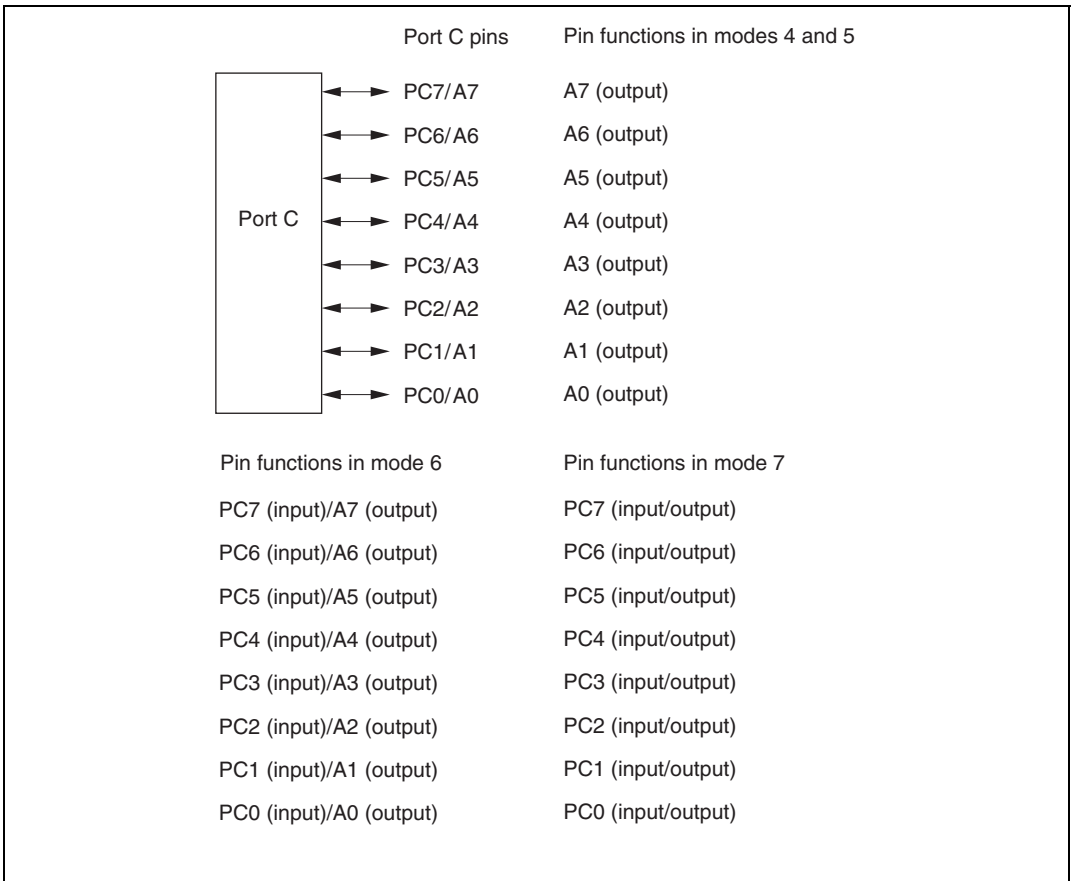 Port C pins Pin functions in modes 4 and 5
PC7/A7 A7 (output)
PC6/A6 A6 (output)
PC5/A5 A5 (output)
Port C PC4/A4 A4 (output)
PC3/A3 A3 (output)
PC2/A2 A2 (output)
PC1/A1 A1 (output)
PC0/A0 A0 (output)
Pin functions in mode 6 Pin functions in mode 7
PC7 (input)/A7 (output) PC7 (input/output)
PC6 (input)/A6 (output) PC6 (input/output)
PC5 (input)/A5 (output) PC5 (input/output)
PC4 (input)/A4 (output) PC4 (input/output)
PC3 (input)/A3 (output) PC3 (input/output)
PC2 (input)/A2 (output) PC2 (input/output)
PC1 (input)/A1 (output) PC1 (input/output)
PC0 (input)/A0 (output) PC0 (input/output)